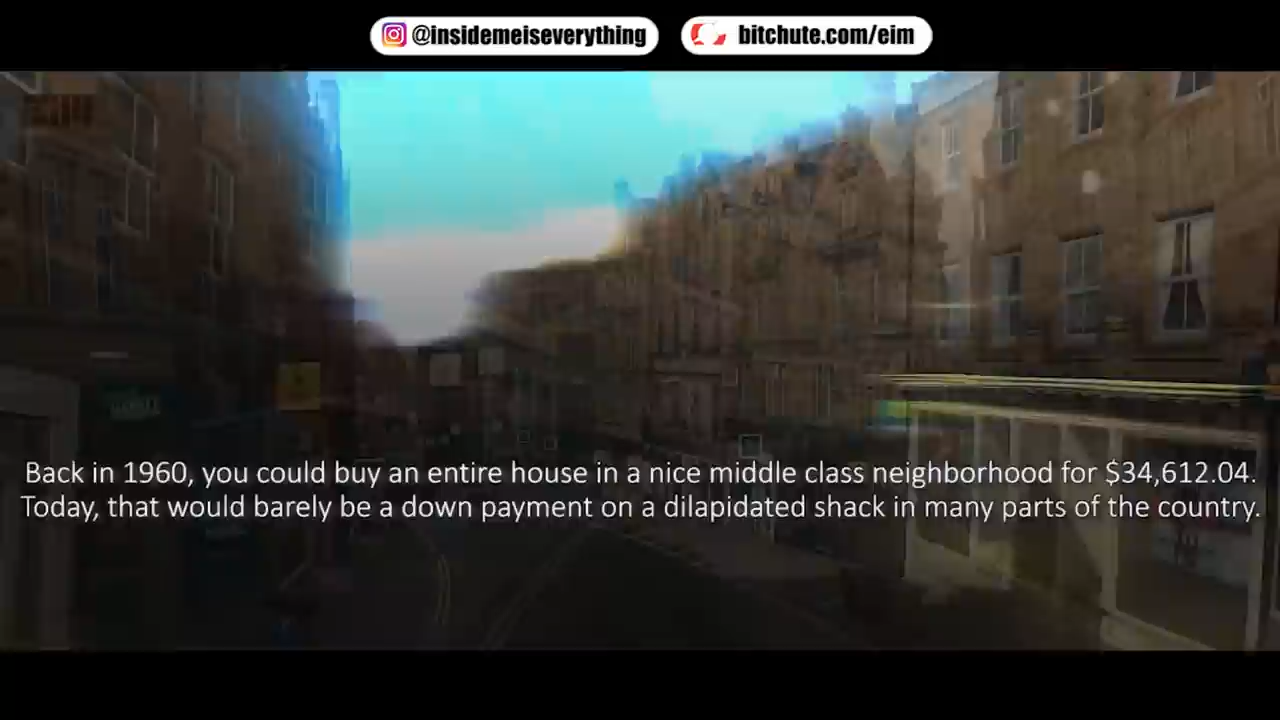 @insidemeiseverything
bitchute.com/eim
Back in 1960, you could buy an entire house in a nice middle class neighborhood for $34,612.04.
Today, that would barely be a down payment on a dilapidated shack in many parts of the country.